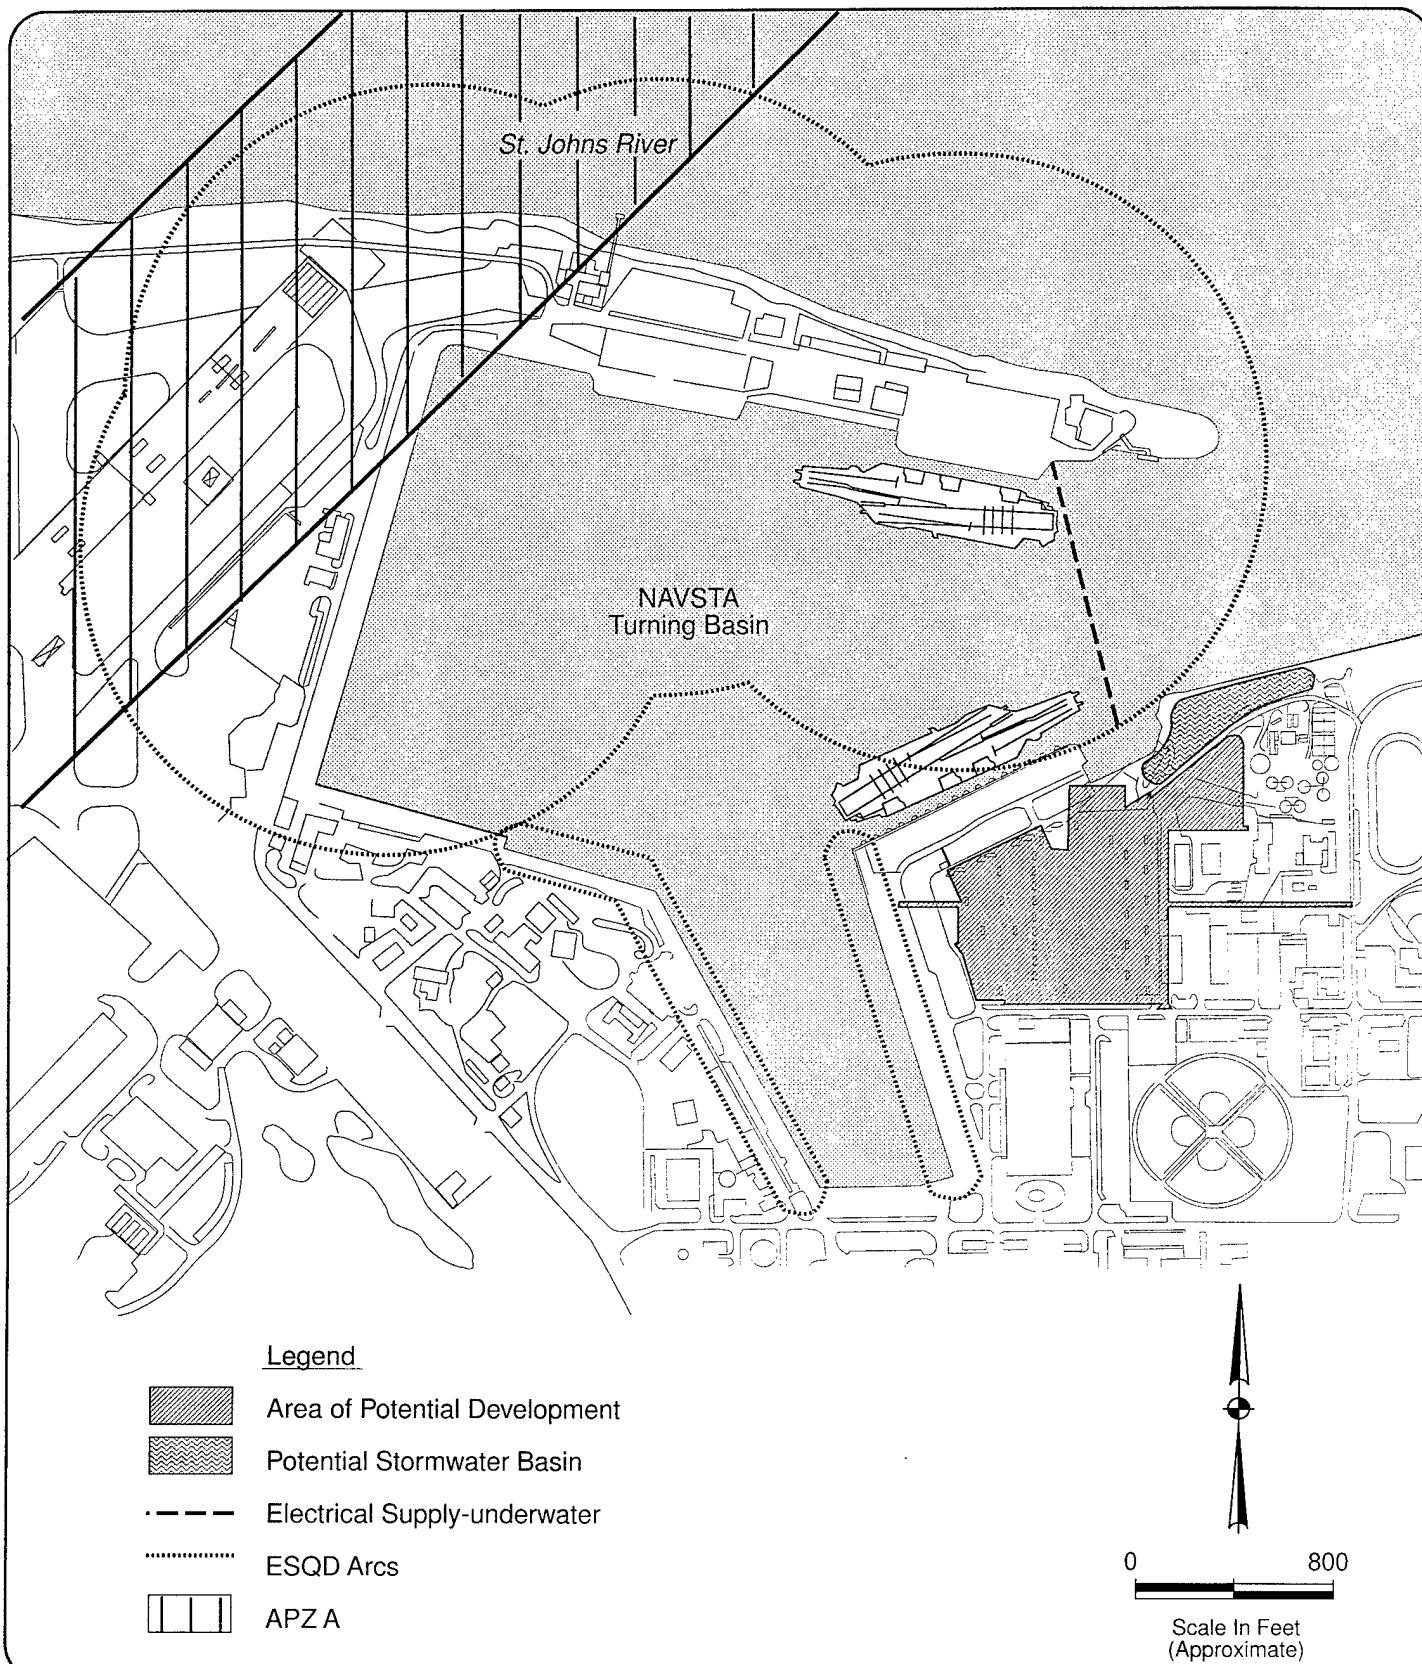 St. Johns River
NAVSTA
Turning Basin
Legend
Area of Potential Development
Potential Stormwater Basin
Electrical Supply-underwater
ESQD Arcs
APZ A
0 800
Scale In Feet
(Approximate)